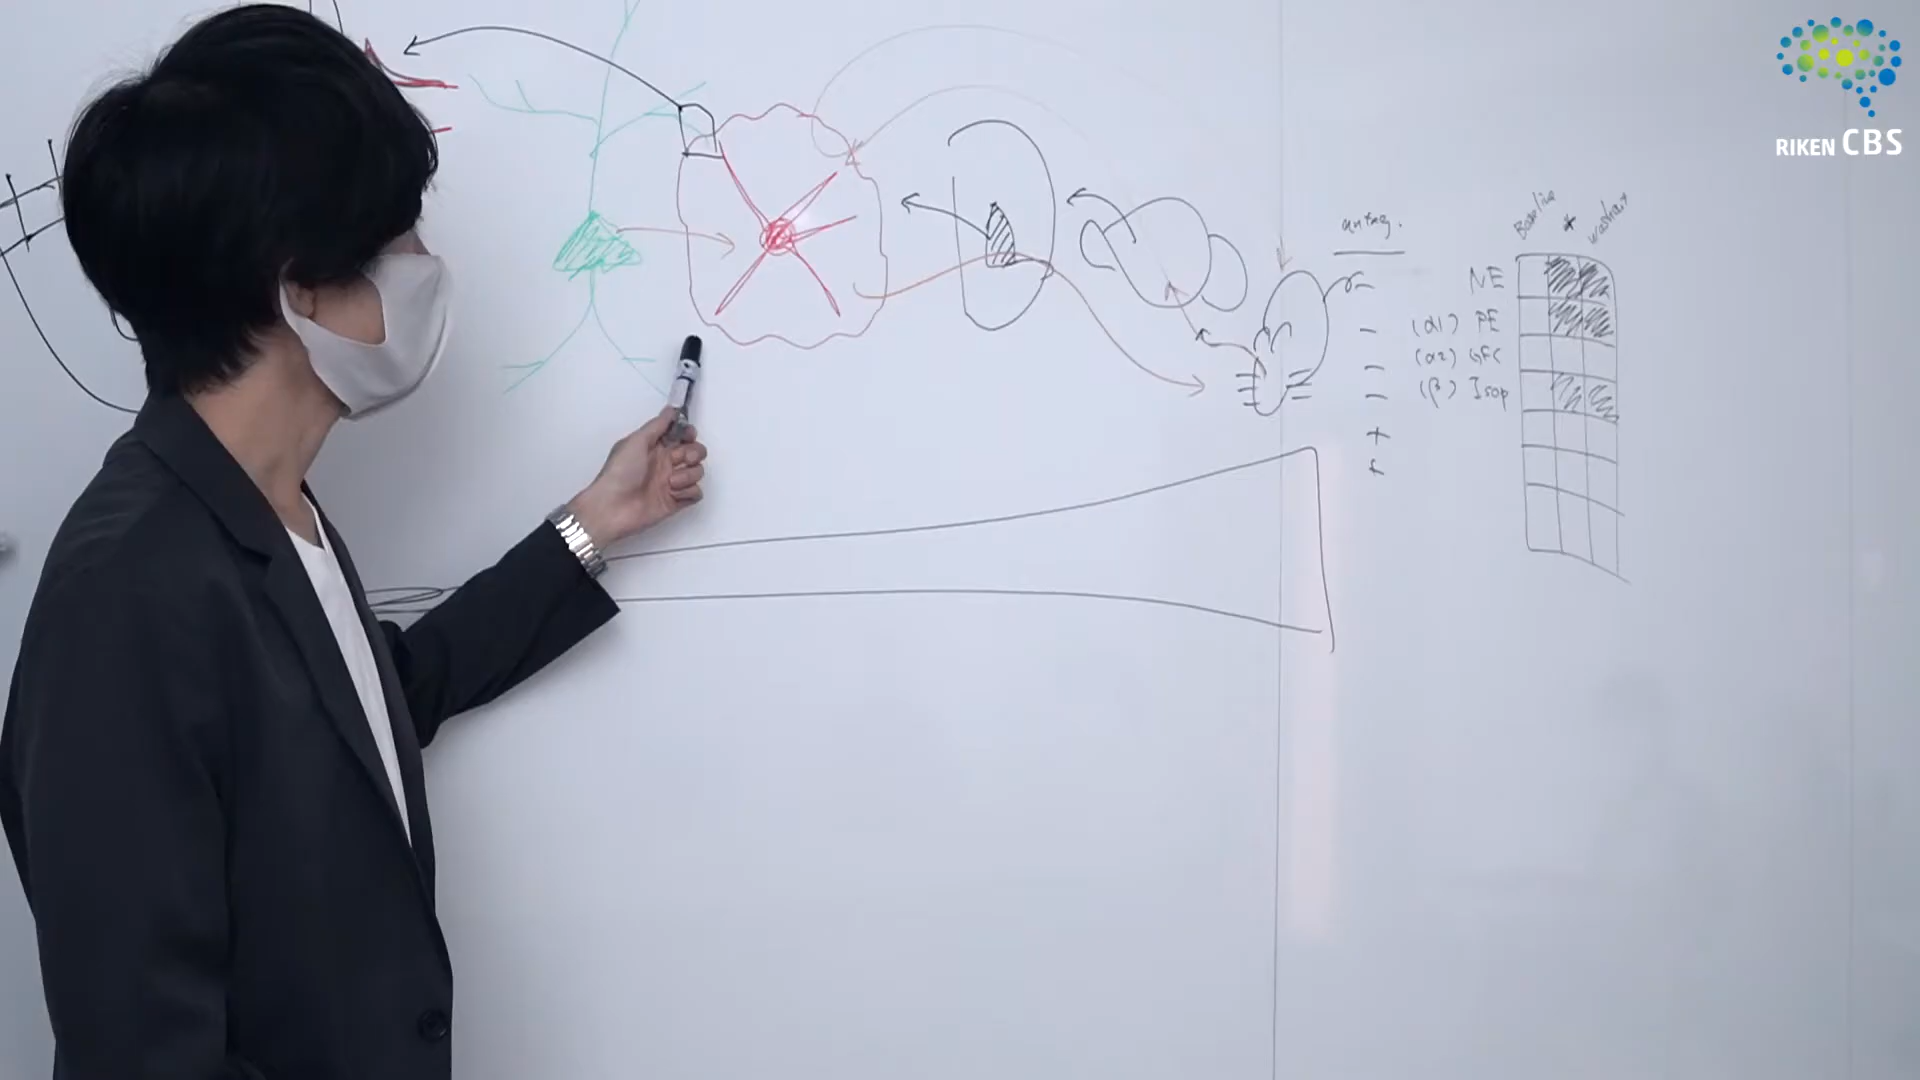 RIKEN CBS
antag.
Baseline
*
washout
- NE
- (α1) PE
- (α2) GFC
- (β) Isop
+
+